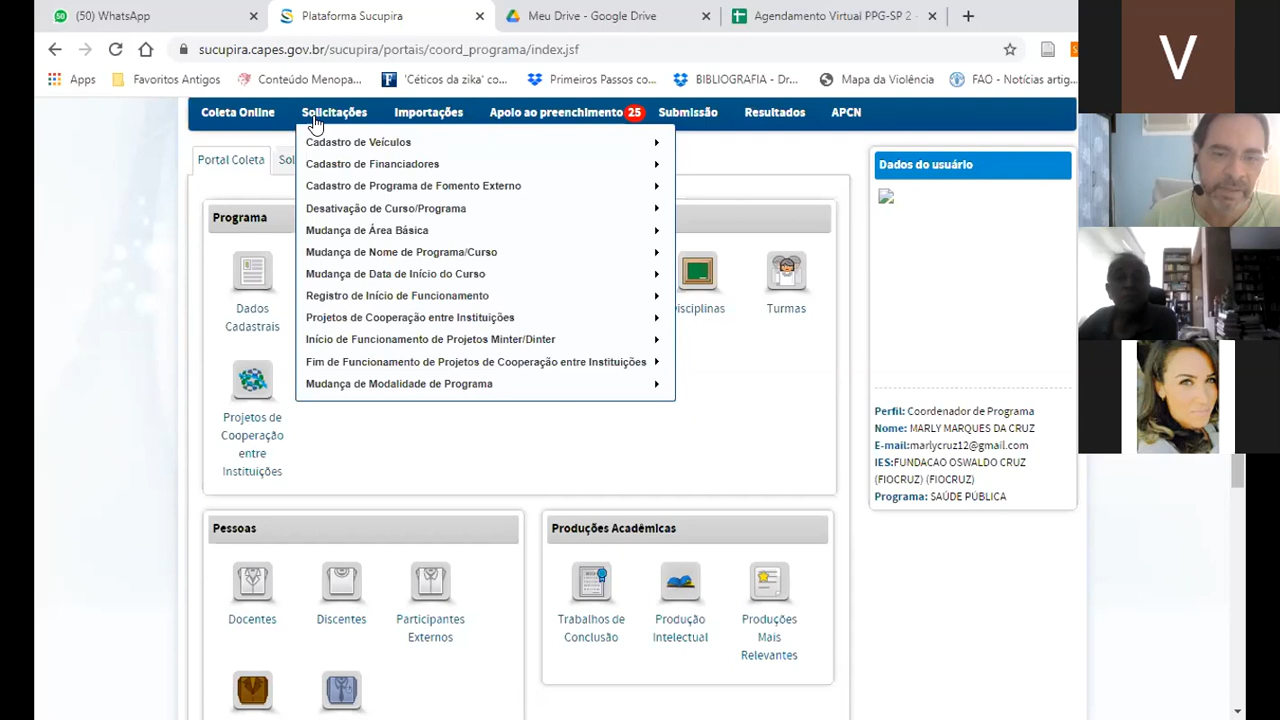 (50) WhatsApp
Plataforma Sucupira
Meu Drive - Google Drive
Agendamento Virtual PPG-SP 2 -
sucupira.capes.gov.br/sucupira/portais/coord_programa/index.jsf
Apps
Favoritos Antigos
Conteúdo Menopa...
'Céticos da zika' co...
Primeiros Passos co...
BIBLIOGRAFIA - Dr...
Mapa da Violência
FAO - Notícias artig...
V
Coleta Online
Solicitações
Importações
Apoio ao preenchimento 25
Submissão
Resultados
APCN
Portal Coleta
Sol
Cadastro de Veículos
Cadastro de Financiadores
Cadastro de Programa de Fomento Externo
Desativação de Curso/Programa
Mudança de Área Básica
Mudança de Nome de Programa/Curso
Mudança de Data de Início do Curso
Registro de Início de Funcionamento
Projetos de Cooperação entre Instituições
Início de Funcionamento de Projetos Minter/Dinter
Fim de Funcionamento de Projetos de Cooperação entre Instituições
Mudança de Modalidade de Programa
Programa
Dados
Cadastrais
isciplinas
Turmas
Projetos de
Cooperação
entre
Instituições
Dados do usuário
Perfil: Coordenador de Programa
Nome: MARLY MARQUES DA CRUZ
E-mail:marlycruz12@gmail.com
IES:FUNDACAO OSWALDO CRUZ
(FIOCRUZ) (FIOCRUZ)
Programa: SAÚDE PÚBLICA
Pessoas
Docentes
Discentes
Participantes
Externos
Produções Acadêmicas
Trabalhos de
Conclusão
Produção
Intelectual
Produções
Mais
Relevantes